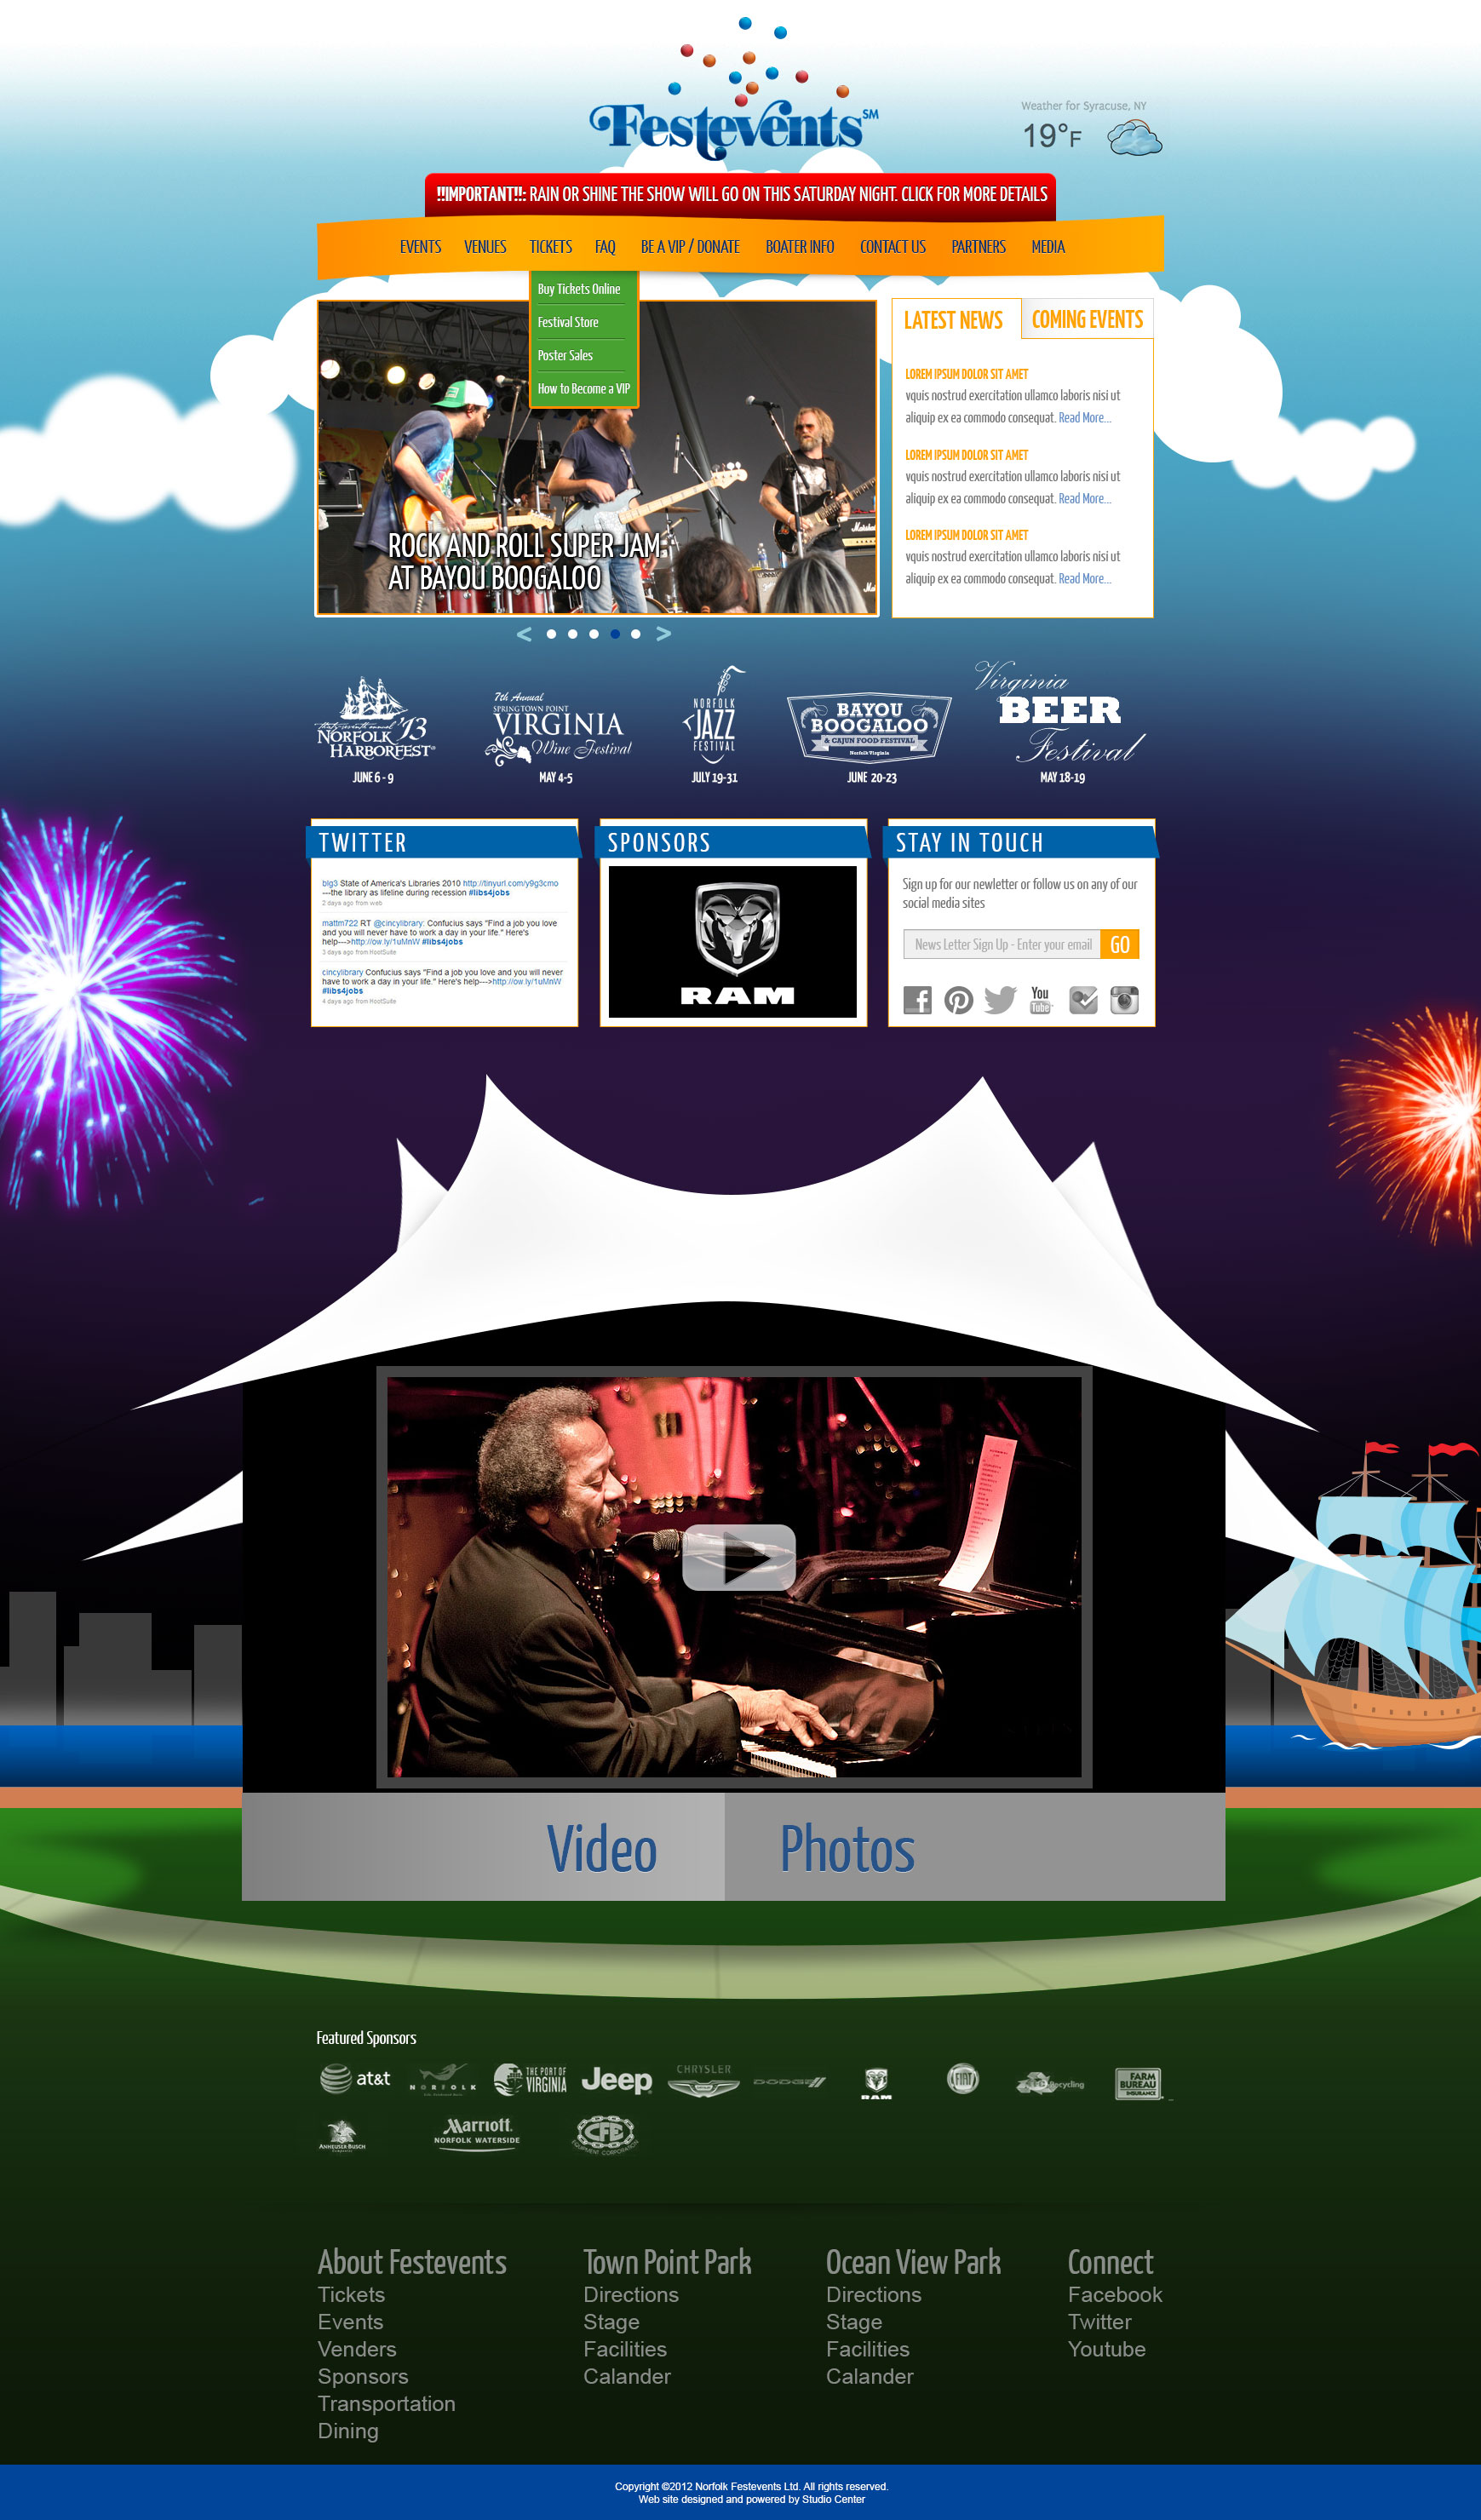 Festevents SM
Weather for Syracuse, NY
19°F
!!IMPORTANT!!: RAIN OR SHINE THE SHOW WILL GO ON THIS SATURDAY NIGHT. CLICK FOR MORE DETAILS
EVENTS VENUES TICKETS FAQ BE A VIP / DONATE BOATER INFO CONTACT US PARTNERS MEDIA
Buy Tickets Online
Festival Store
Poster Sales
How to Become a VIP
ROCK AND ROLL SUPER JAM
AT BAYOU BOOGALOO
Marshall
LATEST NEWS COMING EVENTS
LOREM IPSUM DOLOR SIT AMET
vquis nostrud exercitation ullamco laboris nisi ut
aliquip ex ea commodo consequat. Read More...
LOREM IPSUM DOLOR SIT AMET
vquis nostrud exercitation ullamco laboris nisi ut
aliquip ex ea commodo consequat. Read More...
LOREM IPSUM DOLOR SIT AMET
vquis nostrud exercitation ullamco laboris nisi ut
aliquip ex ea commodo consequat. Read More...
< >
thirty-seventh annual '13
NORFOLK
HARBORFEST®
JUNE 6 - 9
7th Annual
SPRING TOWN POINT
VIRGINIA
Wine Festival
MAY 4-5
NORFOLK
JAZZ
FESTIVAL
JULY 19-31
BAYOU
BOOGALOO
& CAJUN FOOD FESTIVAL
Norfolk Virginia
JUNE 20-23
Virginia
BEER
Festival
MAY 18-19
TWITTER
blg3 State of America's Libraries 2010 http://tinyurl.com/y9g3cmo
---the library as lifeline during recession #libs4jobs
2 days ago from web
mattm722 RT @cincylibrary: Confucius says "Find a job you love
and you will never have to work a day in your life." Here's
help--->http://ow.ly/1uMnW #libs4jobs
3 days ago from HootSuite
cincylibrary Confucius says "Find a job you love and you will never
have to work a day in your life." Here's help--->http://ow.ly/1uMnW
#libs4jobs
4 days ago from HootSuite
SPONSORS
RAM
STAY IN TOUCH
Sign up for our newletter or follow us on any of our
social media sites
News Letter Sign Up - Enter your email GO
You
Tube
Video Photos
Featured Sponsors
at&t
NORFOLK
THE PORT OF
VIRGINIA
Jeep
CHRYSLER
DODGE
RAM
FIAT
Recycling
FARM
BUREAU
INSURANCE
ANHEUSER BUSCH
Marriott.
NORFOLK WATERSIDE
CFE
EQUIPMENT CORPORATION
About Festevents
Tickets
Events
Venders
Sponsors
Transportation
Dining
Town Point Park
Directions
Stage
Facilities
Calander
Ocean View Park
Directions
Stage
Facilities
Calander
Connect
Facebook
Twitter
Youtube
Copyright ©2012 Norfolk Festevents Ltd. All rights reserved.
Web site designed and powered by Studio Center